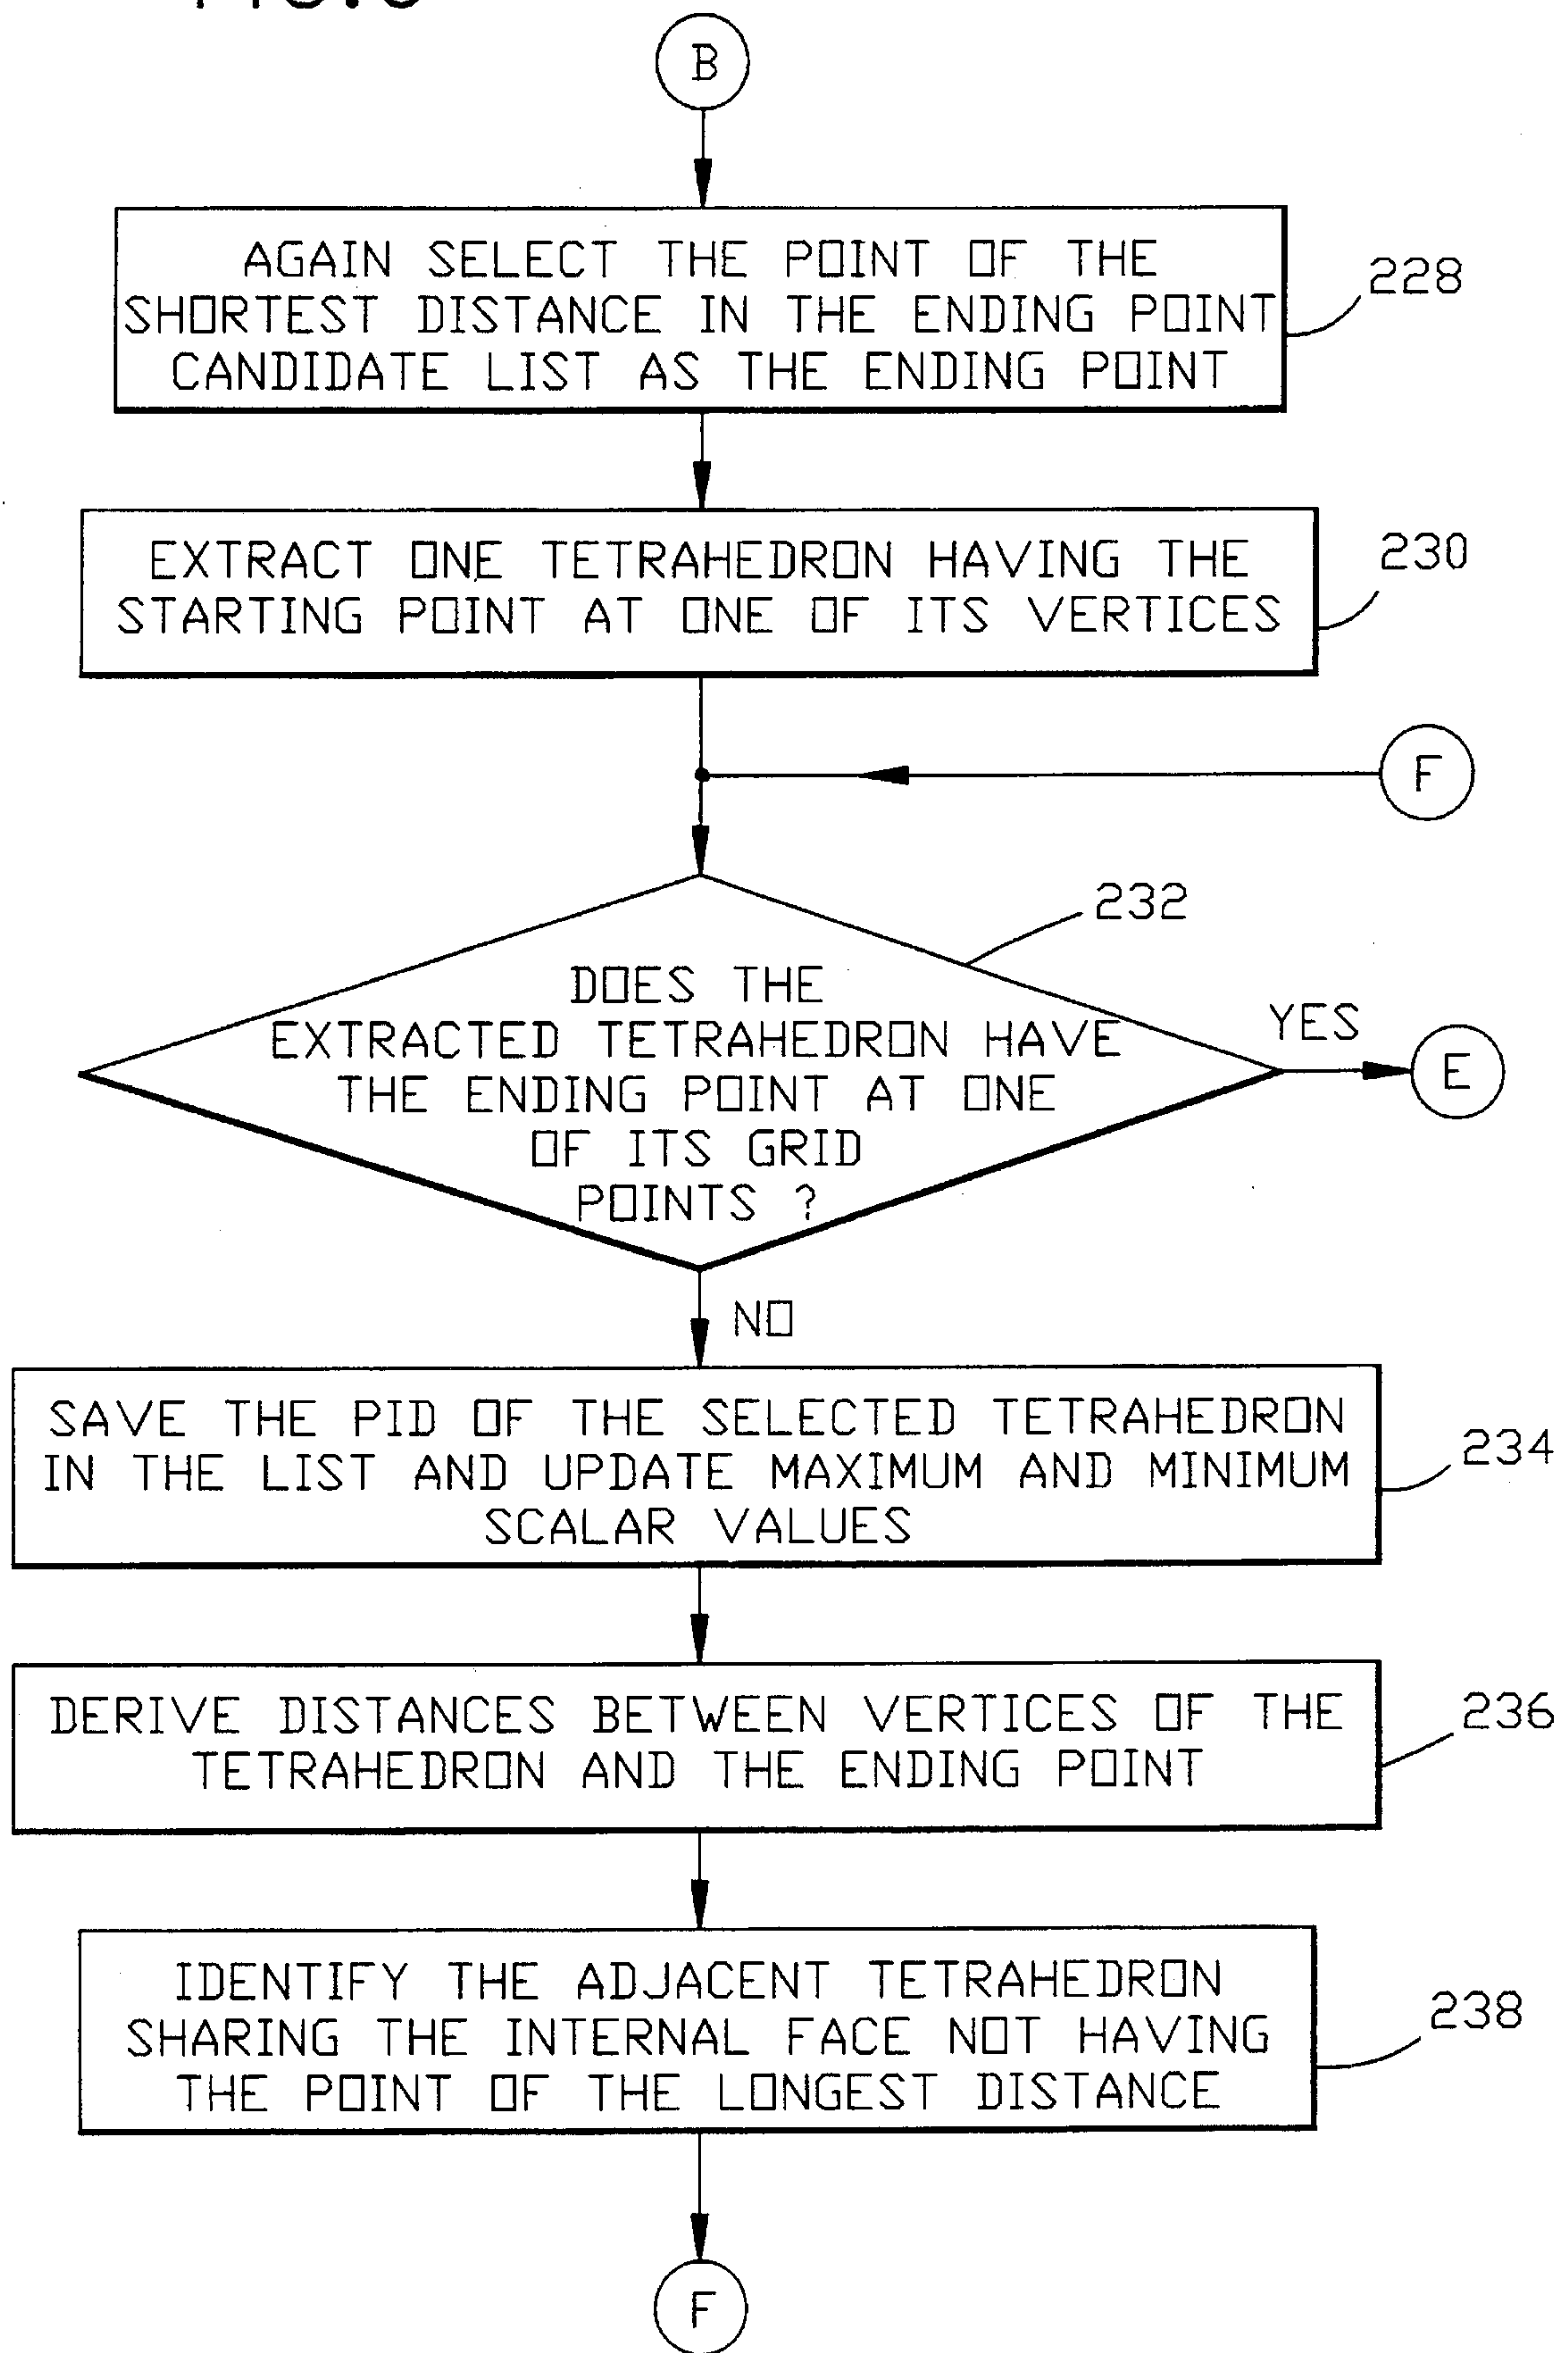 B
AGAIN SELECT THE POINT OF THE
SHORTEST DISTANCE IN THE ENDING POINT
CANDIDATE LIST AS THE ENDING POINT
228
EXTRACT ONE TETRAHEDRON HAVING THE
STARTING POINT AT ONE OF ITS VERTICES
230
F
232
DOES THE
EXTRACTED TETRAHEDRON HAVE
THE ENDING POINT AT ONE
OF ITS GRID
POINTS ?
YES
E
NO
SAVE THE PID OF THE SELECTED TETRAHEDRON
IN THE LIST AND UPDATE MAXIMUM AND MINIMUM
SCALAR VALUES
234
DERIVE DISTANCES BETWEEN VERTICES OF THE
TETRAHEDRON AND THE ENDING POINT
236
IDENTIFY THE ADJACENT TETRAHEDRON
SHARING THE INTERNAL FACE NOT HAVING
THE POINT OF THE LONGEST DISTANCE
238
F